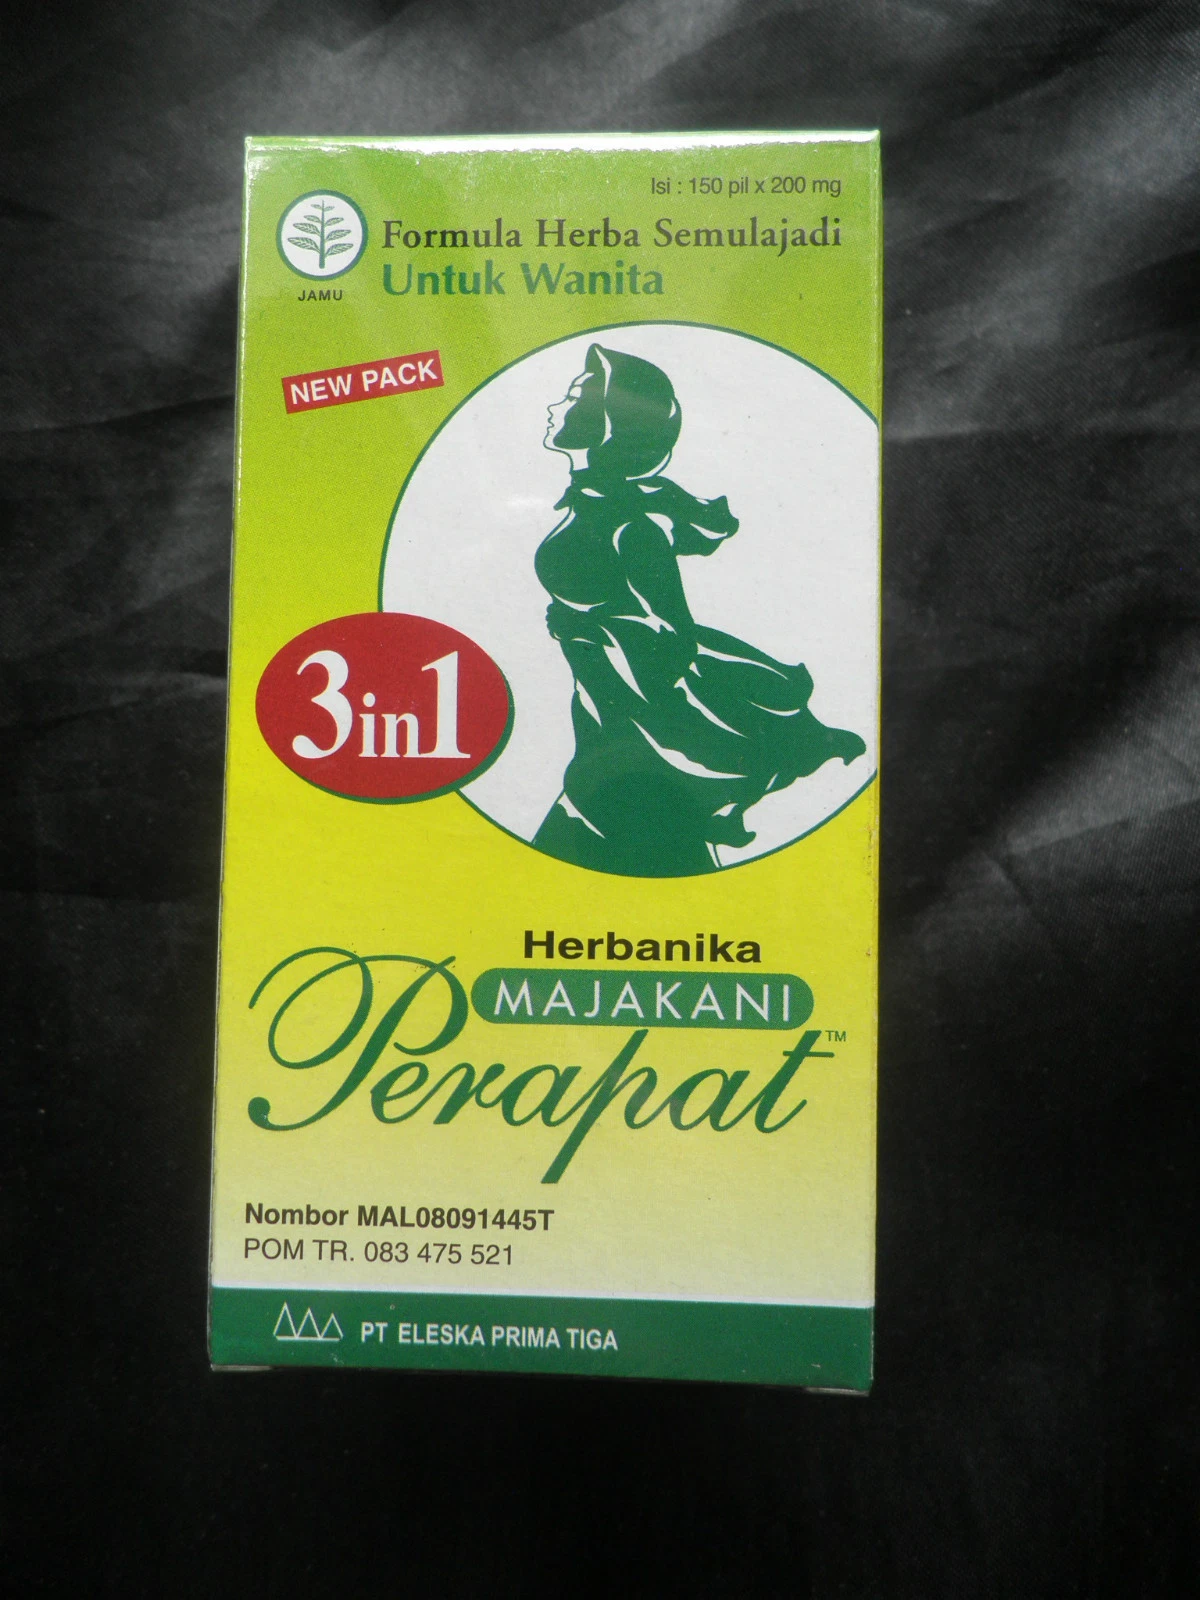 Isi : 150 pil x 200 mg
Formula Herba Semulajadi
Untuk Wanita
JAMU
NEW PACK
3in1
Herbanika
MAJAKANI
Perapat™
Nombor MAL08091445T
POM TR. 083 475 521
PT ELESKA PRIMA TIGA